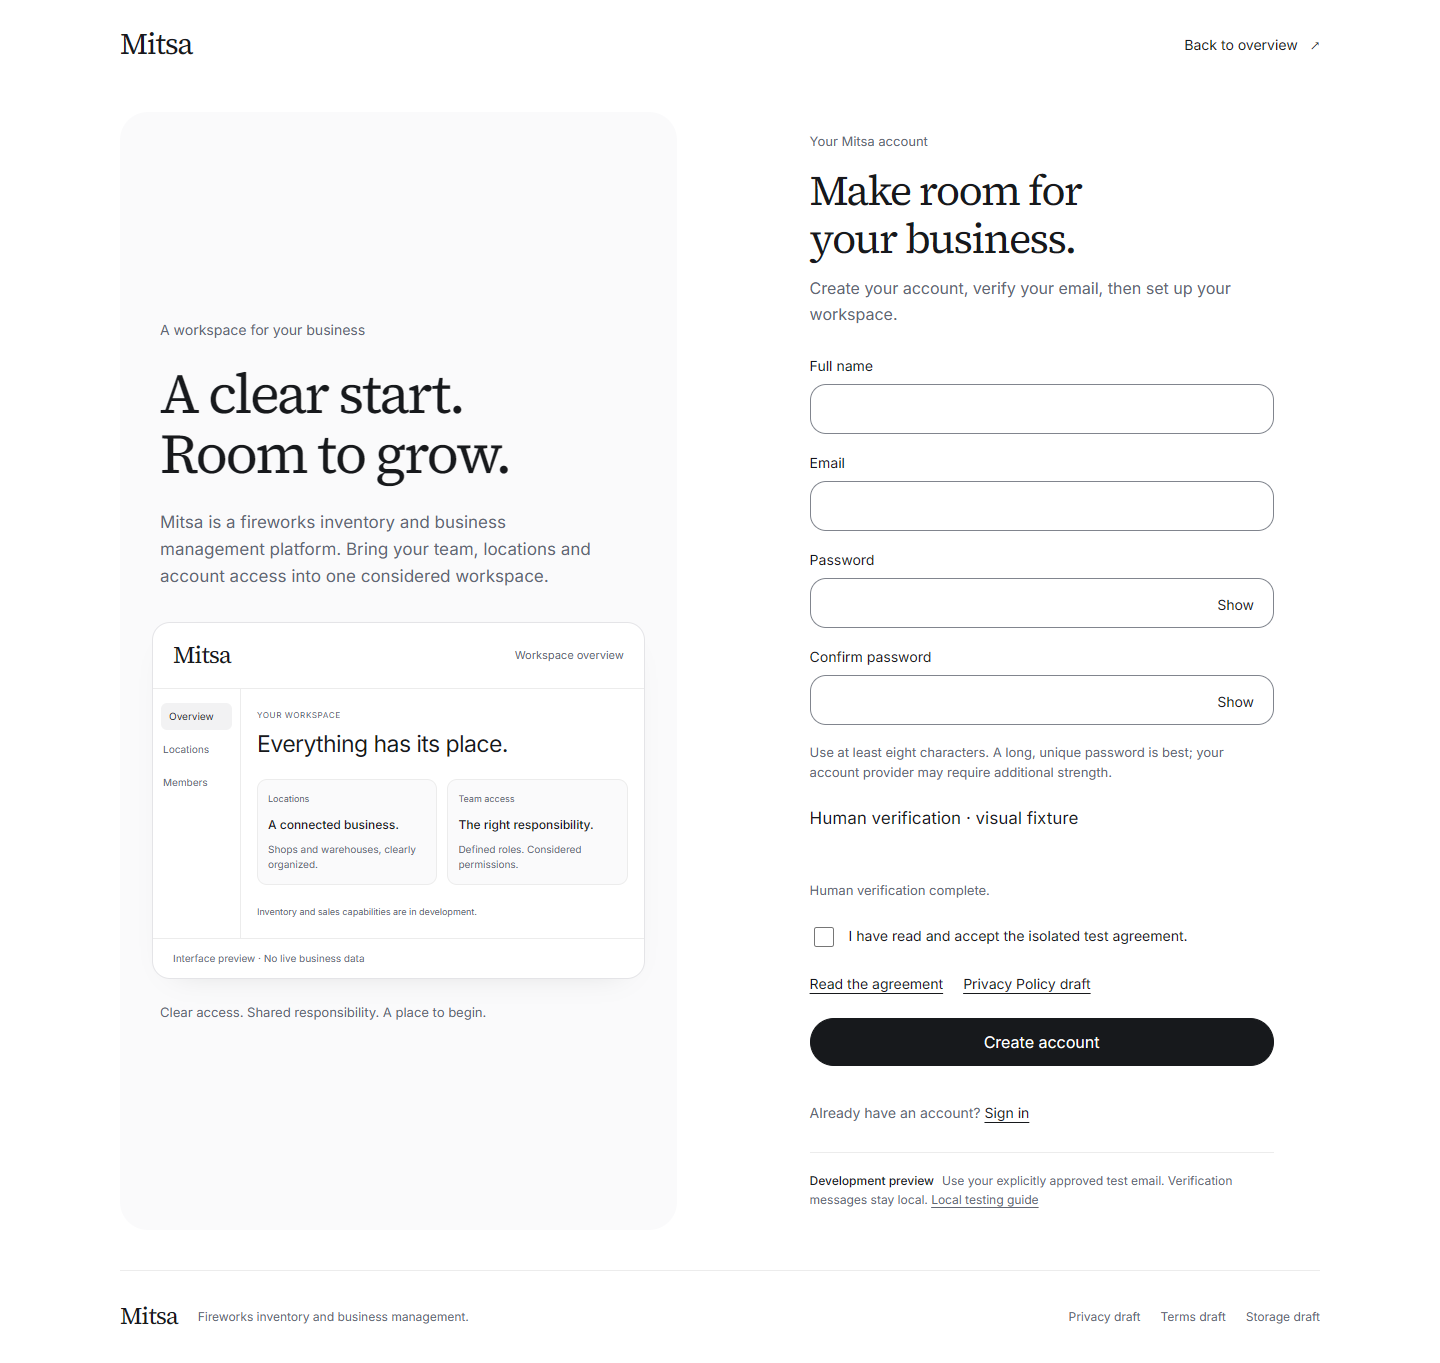 Mitsa
Back to overview ↗
A workspace for your business
A clear start.
Room to grow.
Mitsa is a fireworks inventory and business
management platform. Bring your team, locations and
account access into one considered workspace.
Mitsa
Workspace overview
Overview
Locations
Members
YOUR WORKSPACE
Everything has its place.
Locations
A connected business.
Shops and warehouses, clearly
organized.
Team access
The right responsibility.
Defined roles. Considered
permissions.
Inventory and sales capabilities are in development.
Interface preview · No live business data
Clear access. Shared responsibility. A place to begin.
Your Mitsa account
Make room for
your business.
Create your account, verify your email, then set up your
workspace.
Full name
Email
Password
Show
Confirm password
Show
Use at least eight characters. A long, unique password is best; your
account provider may require additional strength.
Human verification · visual fixture
Human verification complete.
I have read and accept the isolated test agreement.
Read the agreement
Privacy Policy draft
Create account
Already have an account? Sign in
Development preview Use your explicitly approved test email. Verification
messages stay local. Local testing guide
Mitsa
Fireworks inventory and business management.
Privacy draft
Terms draft
Storage draft